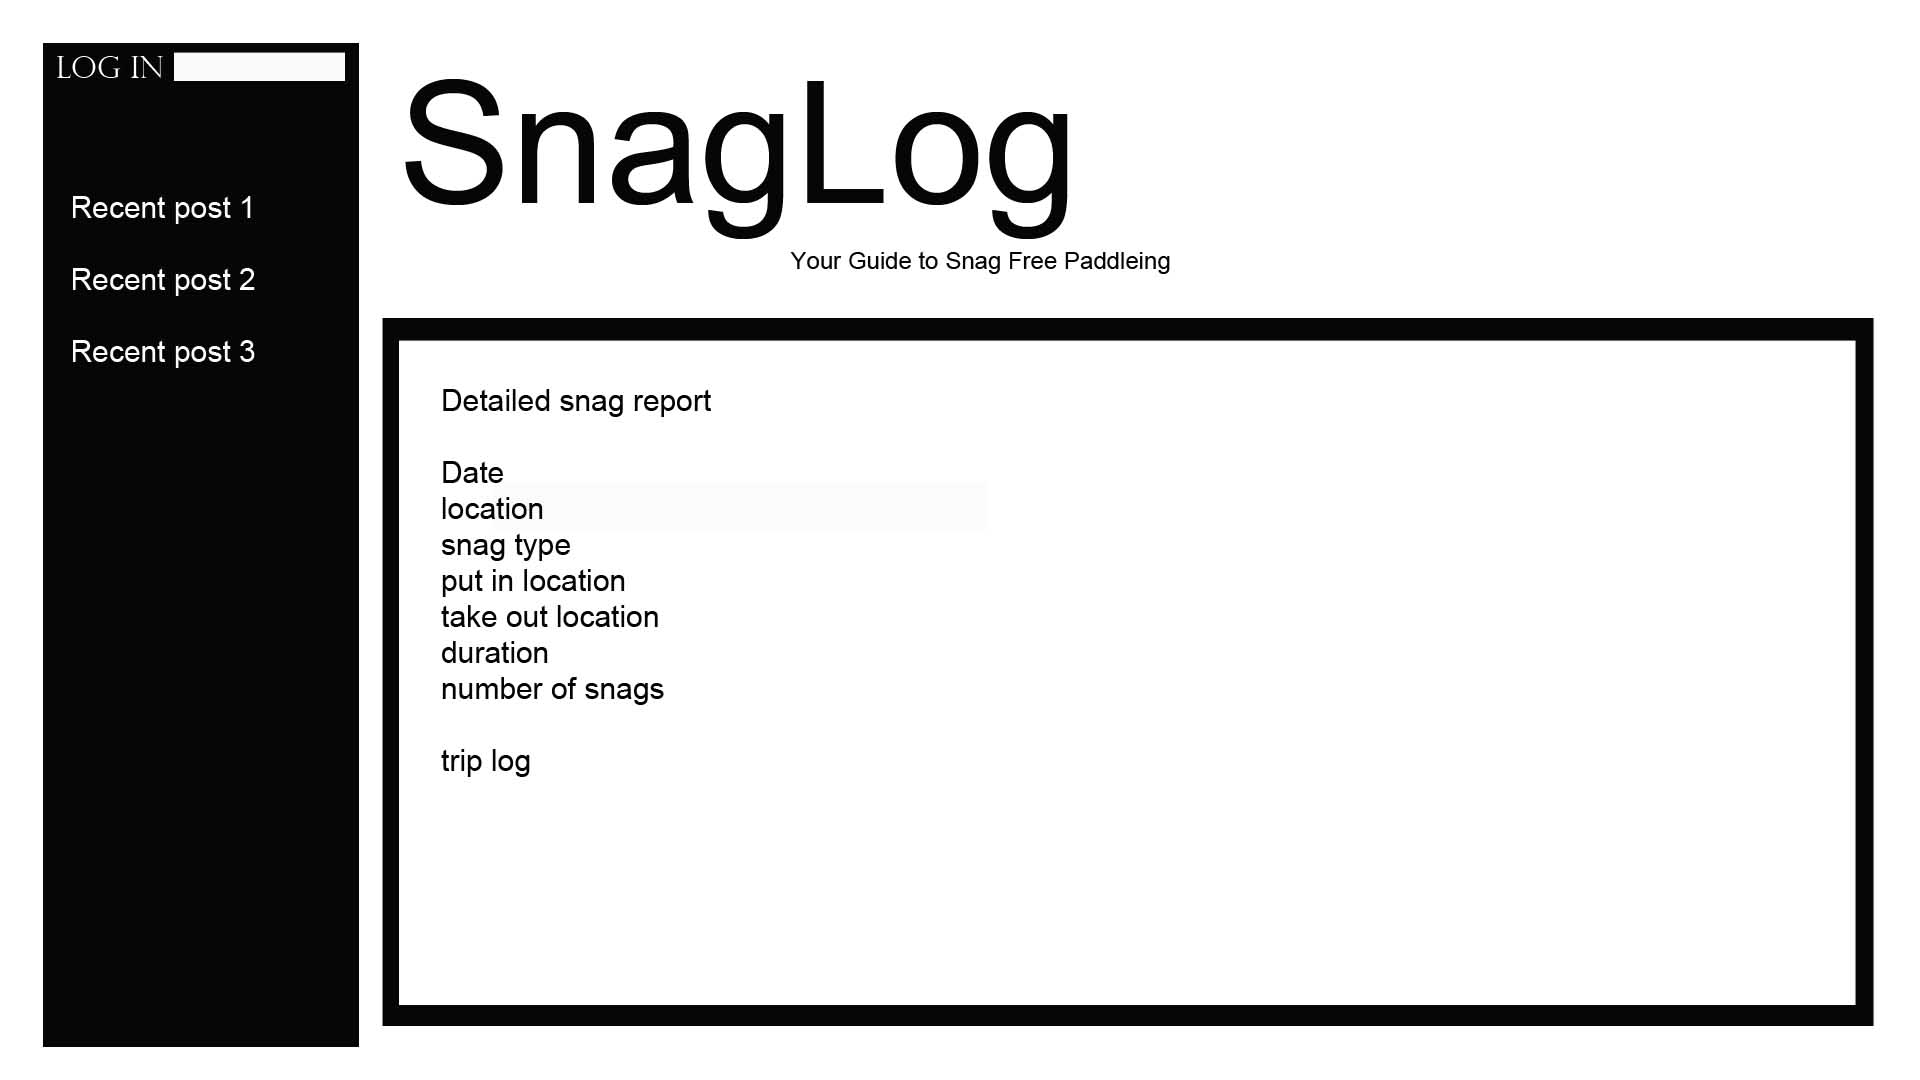 LOG IN
Recent post 1
Recent post 2
Recent post 3
SnagLog
Your Guide to Snag Free Paddleing
Detailed snag report
Date
location
snag type
put in location
take out location
duration
number of snags
trip log